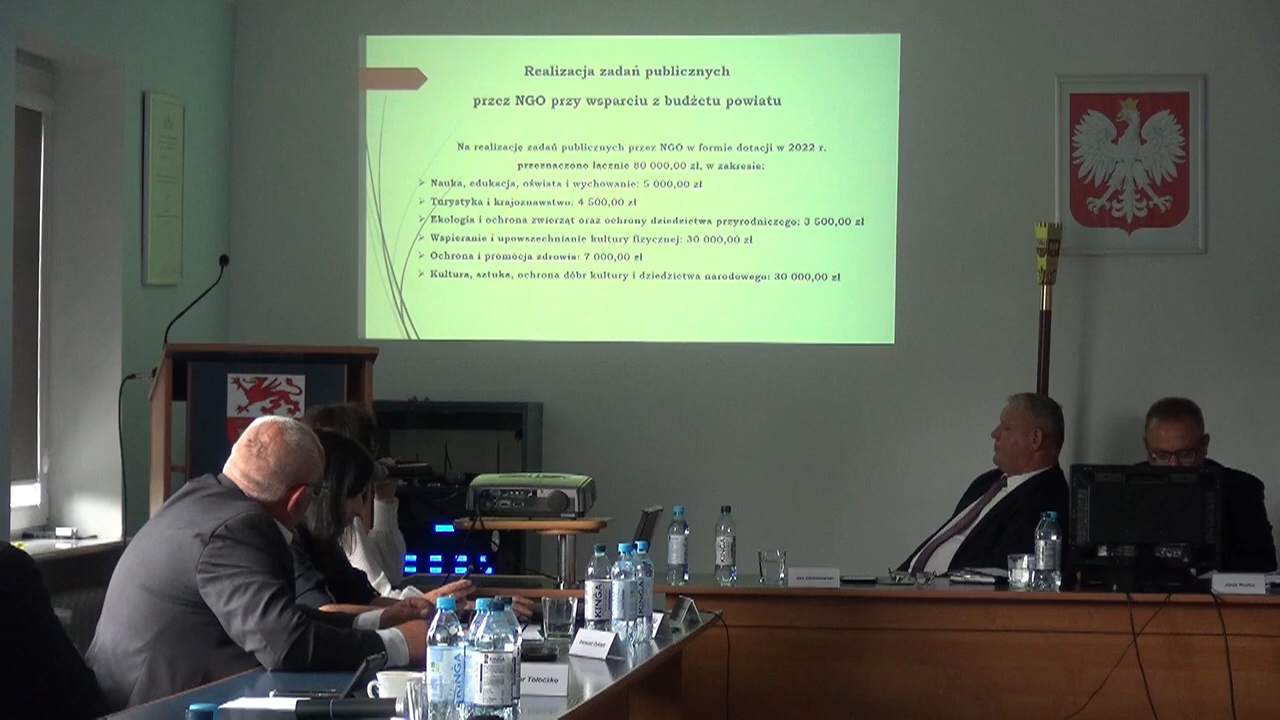 Realizacja zadań publicznych
przez NGO przy wsparciu z budżetu powiatu
Na realizację zadań publicznych przez NGO w formie dotacji w 2022 r.
przeznaczono łącznie 80 000,00 zł, w zakresie:
➢ Nauka, edukacja, oświata i wychowanie: 5 000,00 zł
➢ Turystyka i krajoznawstwo: 4 500,00 zł
➢ Ekologia i ochrona zwierząt oraz ochrony dziedzictwa przyrodniczego: 3 500,00 zł
➢ Wspieranie i upowszechnianie kultury fizycznej: 30 000,00 zł
➢ Ochrona i promocja zdrowia: 7 000,00 zł
➢ Kultura, sztuka, ochrona dóbr kultury i dziedzictwa narodowego: 30 000,00 zł
KINGA
KINGA
Tołoczko